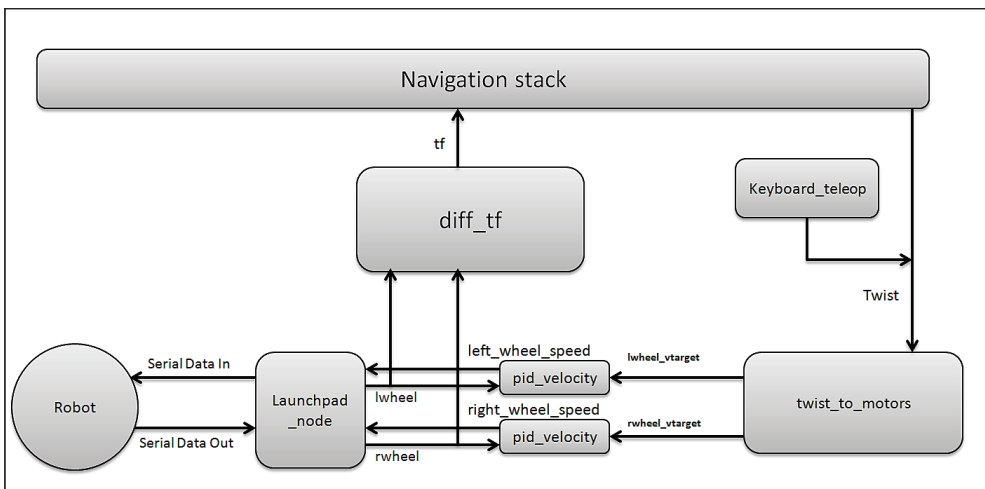 Navigation stack
tf
Keyboard_teleop
diff_tf
Twist
left_wheel_speed
lwheel_vtarget
Serial Data In
pid_velocity
Launchpad
_node
lwheel
twist_to_motors
Robot
right_wheel_speed
rwheel_vtarget
pid_velocity
Serial Data Out
rwheel